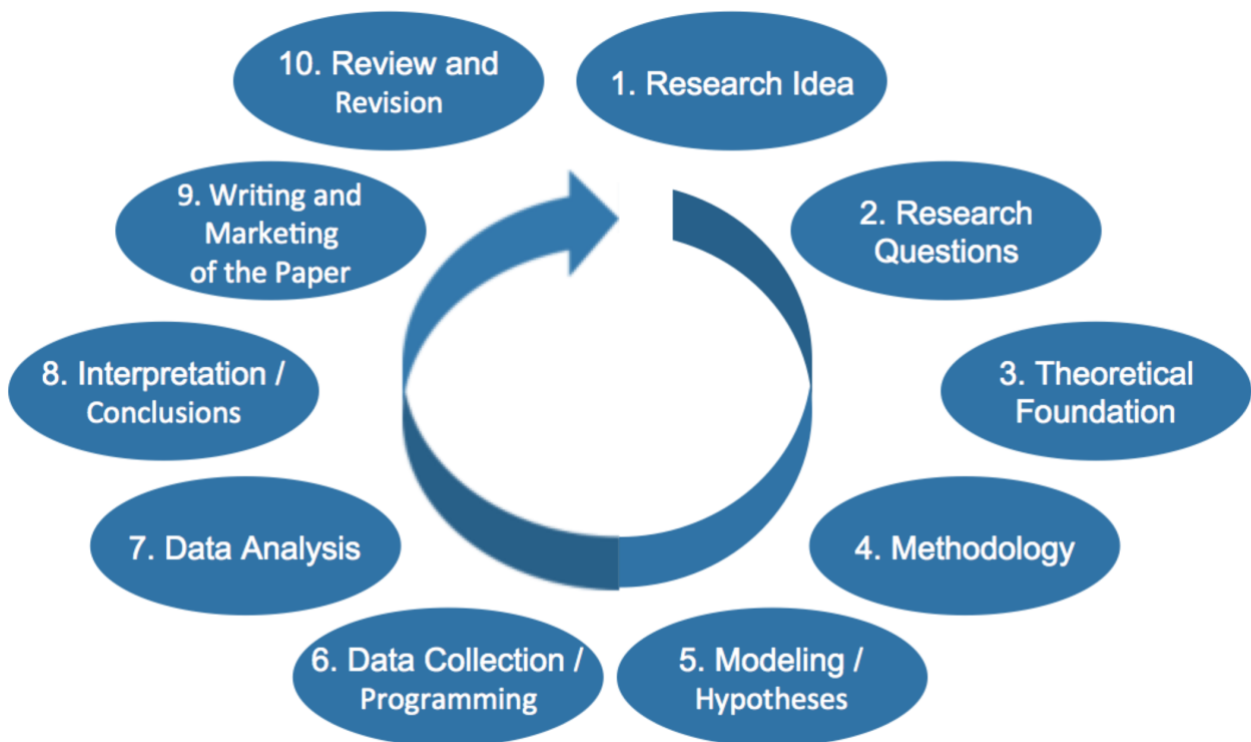 1. Research Idea
2. Research
Questions
3. Theoretical
Foundation
4. Methodology
5. Modeling /
Hypotheses
6. Data Collection /
Programming
7. Data Analysis
8. Interpretation /
Conclusions
9. Writing and
Marketing
of the Paper
10. Review and
Revision